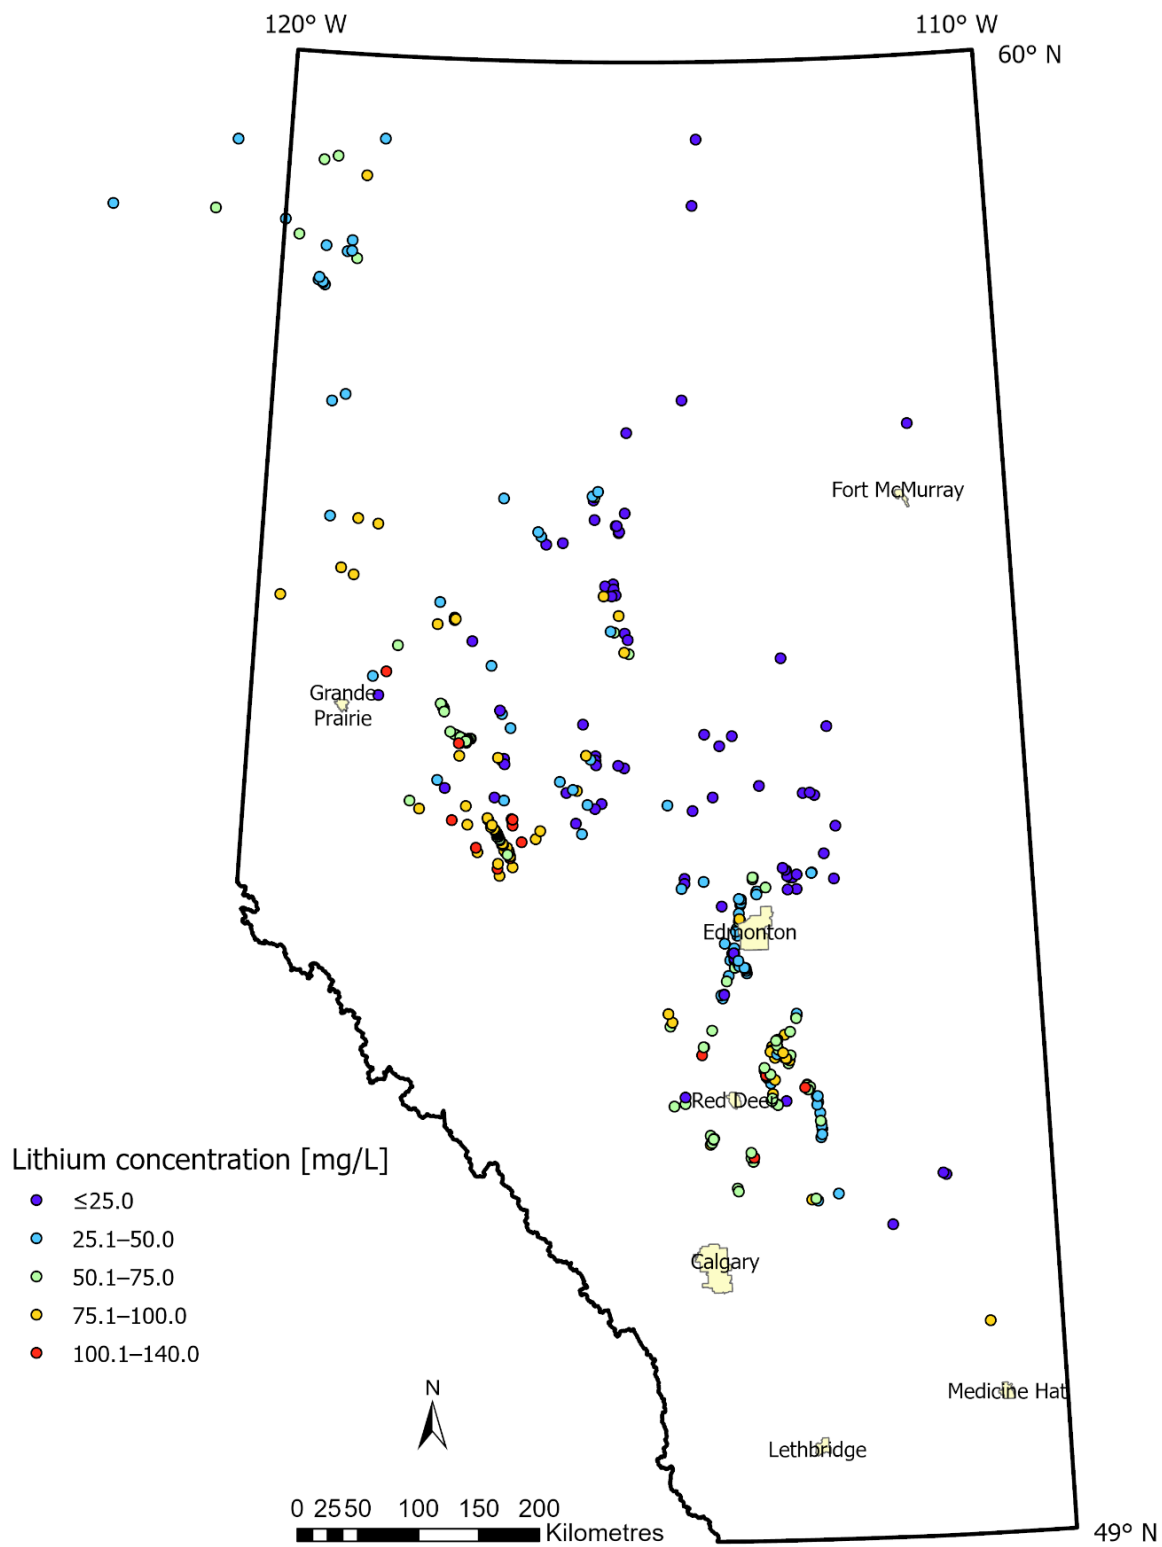 120° W
110° W
60° N
Fort McMurray
Grande
Prairie
Edmonton
Red Deer
Lithium concentration [mg/L]
≤25.0
25.1–50.0
50.1–75.0
75.1–100.0
100.1–140.0
Calgary
N
Medicine Hat
Lethbridge
0 25 50 100 150 200
Kilometres
49° N